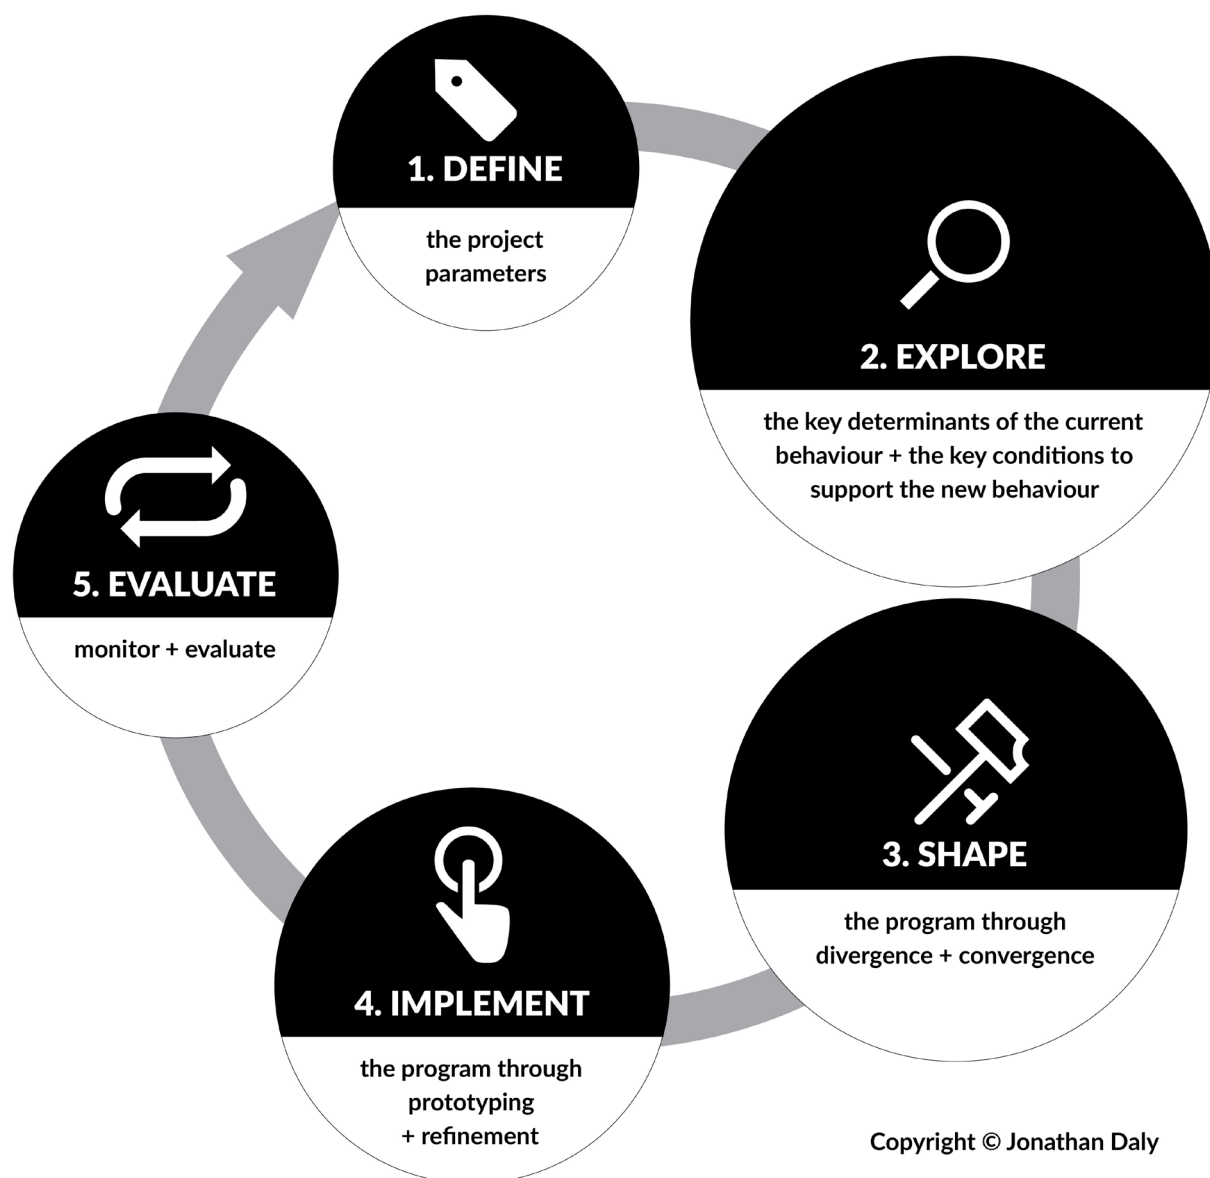 1. DEFINE
the project
parameters
2. EXPLORE
the key determinants of the current
behaviour + the key conditions to
support the new behaviour
3. SHAPE
the program through
divergence + convergence
4. IMPLEMENT
the program through
prototyping
+ refinement
5. EVALUATE
monitor + evaluate
Copyright © Jonathan Daly